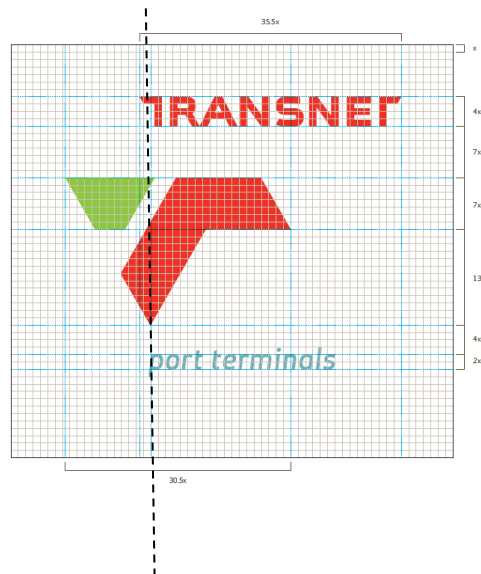 35.5x
x
TRANSNET
4x
7x
7x
13
port terminals
4x
2x
30.5x